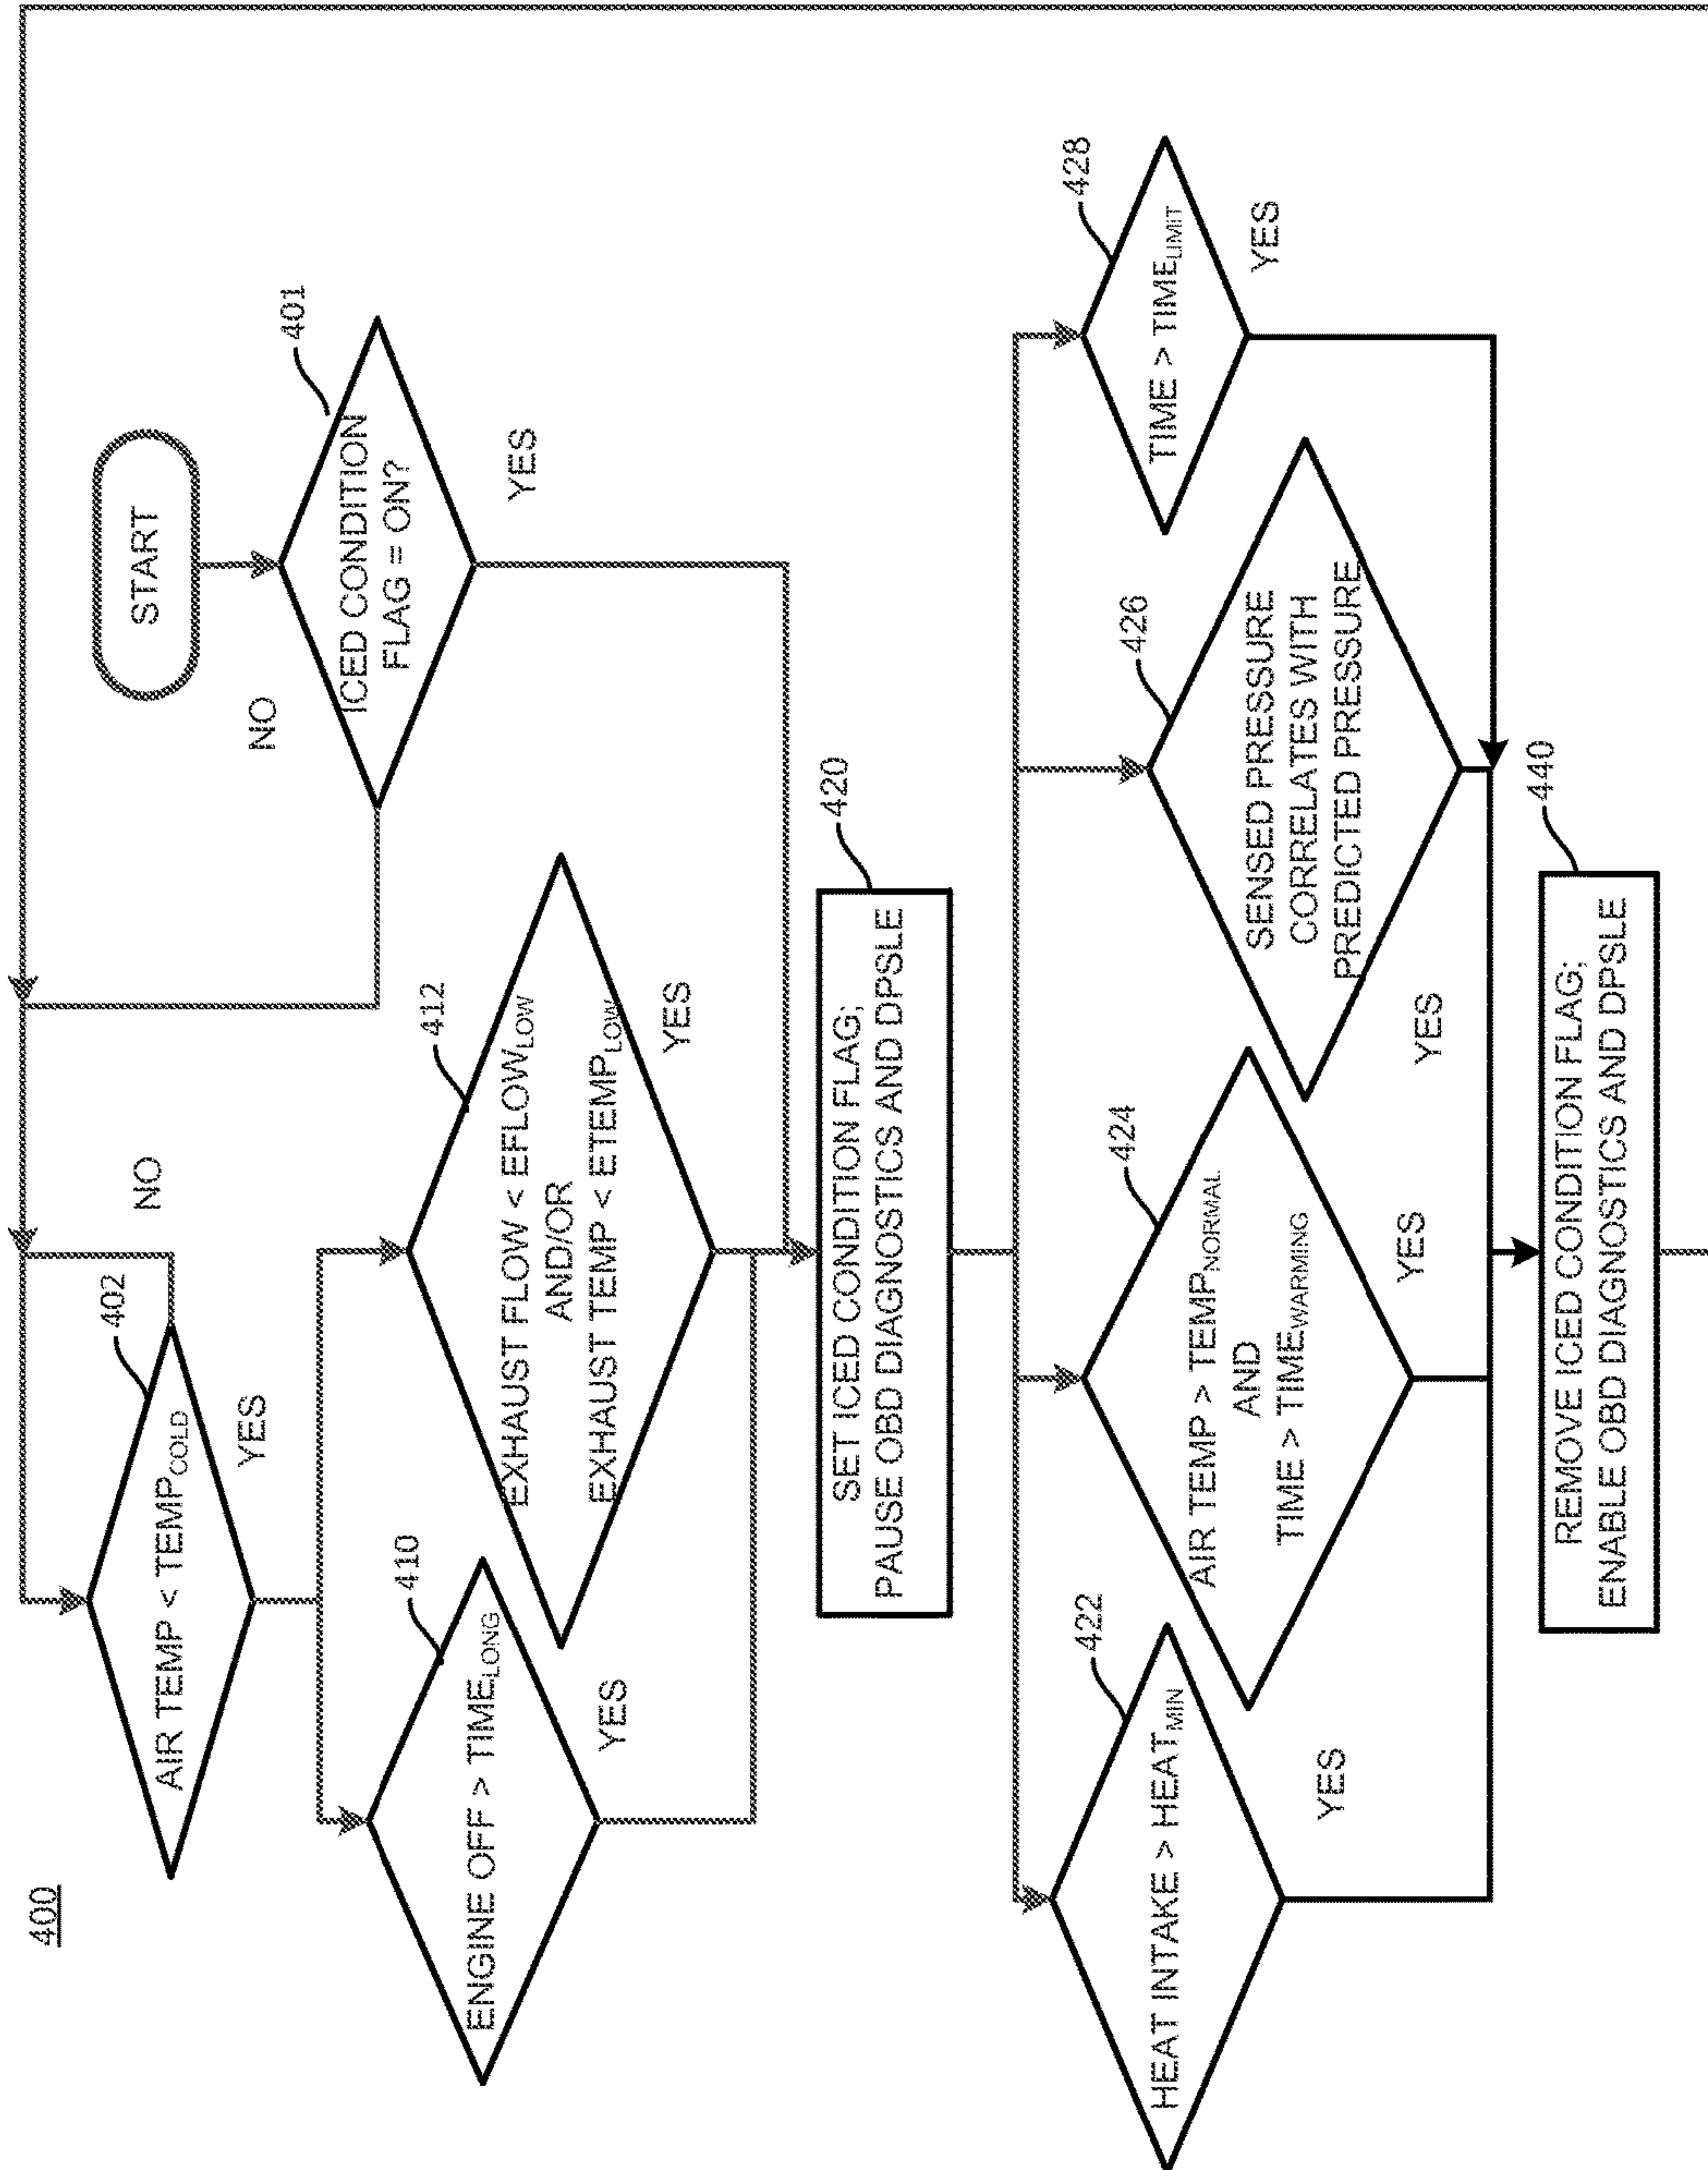 400
START
401
ICED CONDITION
FLAG = ON?
NO
YES
402
AIR TEMP < TEMPCOLD
NO
YES
410
ENGINE OFF > TIMELONG
YES
412
EXHAUST FLOW < EFLOWLOW
AND/OR
EXHAUST TEMP < ETEMPLOW
YES
420
SET ICED CONDITION FLAG;
PAUSE OBD DIAGNOSTICS AND DPSLE
422
HEAT INTAKE > HEATMIN
YES
424
AIR TEMP > TEMPNORMAL
AND
TIME > TIMEWARMING
YES
426
SENSED PRESSURE
CORRELATES WITH
PREDICTED PRESSURE
YES
428
TIME > TIMELIMIT
YES
440
REMOVE ICED CONDITION FLAG;
ENABLE OBD DIAGNOSTICS AND DPSLE